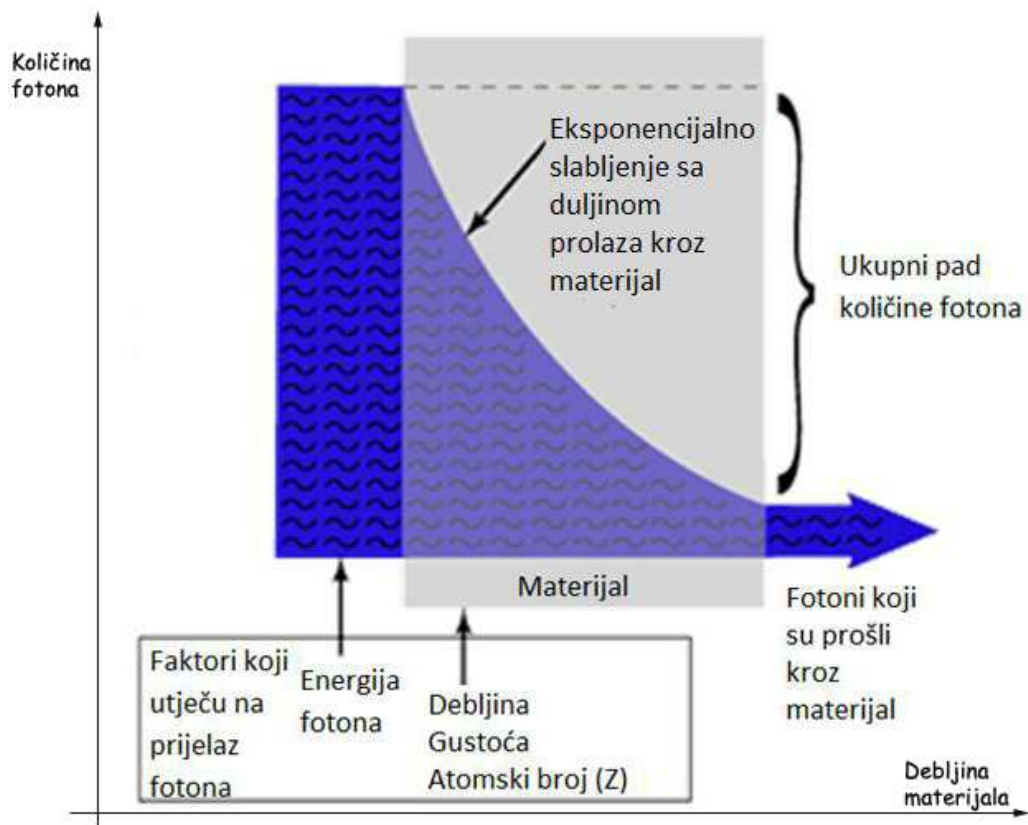 Količina
fotona
Eksponencijalno
slabljenje sa
duljinom
prolaza kroz
materijal
Ukupni pad
količine fotona
Materijal
Fotoni koji
su prošli
kroz
materijal
Faktori koji
utječu na
prijelaz
fotona
Energija
fotona
Debljina
Gustoća
Atomski broj (Z)
Debljina
materijala